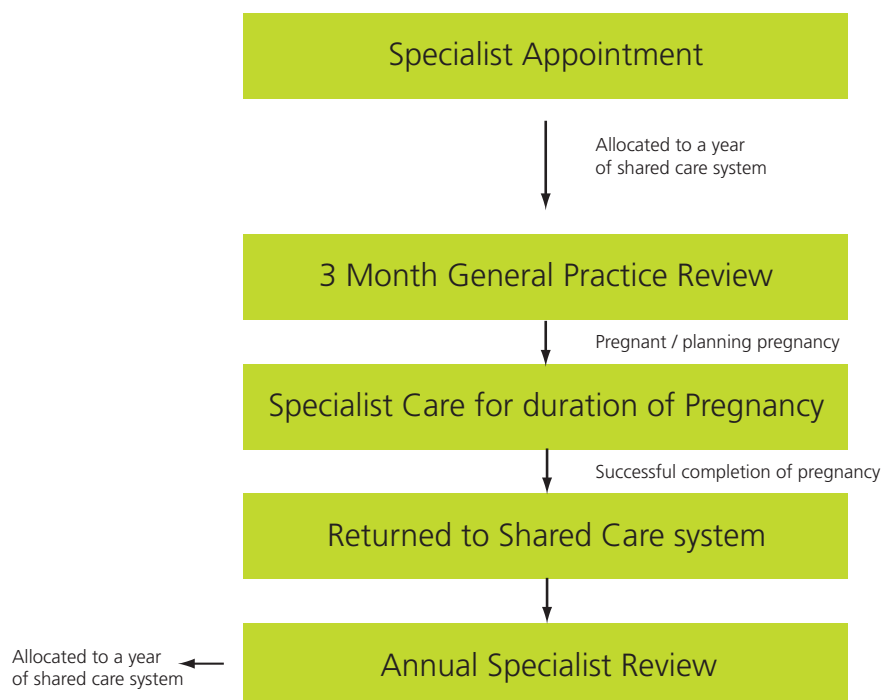 Specialist Appointment
Allocated to a year
of shared care system
3 Month General Practice Review
Pregnant / planning pregnancy
Specialist Care for duration of Pregnancy
Successful completion of pregnancy
Returned to Shared Care system
Annual Specialist Review
Allocated to a year
of shared care system